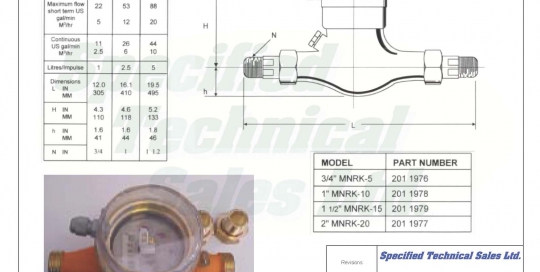 Maximum flow 22 53 88
short term US
gal/min
M³/hr 5 12 20
Continuous
US gal/min 11 26 44
M³/hr 2.5 6 10
Litres/Impulse 1 2.5 5
Dimensions
L IN 12.0 16.1 19.5
MM 305 410 495
H IN 4.3 4.6 5.2
MM 110 118 133
h IN 1.6 1.6 1.8
MM 41 44 46
N IN 3/4 1 1 1.2
H
N
h
L
Specified
Technical
Sales Ltd.
MODEL PART NUMBER
3/4" MNRK-5 201 1976
1" MNRK-10 201 1978
1 1/2" MNRK-15 201 1979
2" MNRK-20 201 1977
Revisions
Specified Technical Sales Ltd.